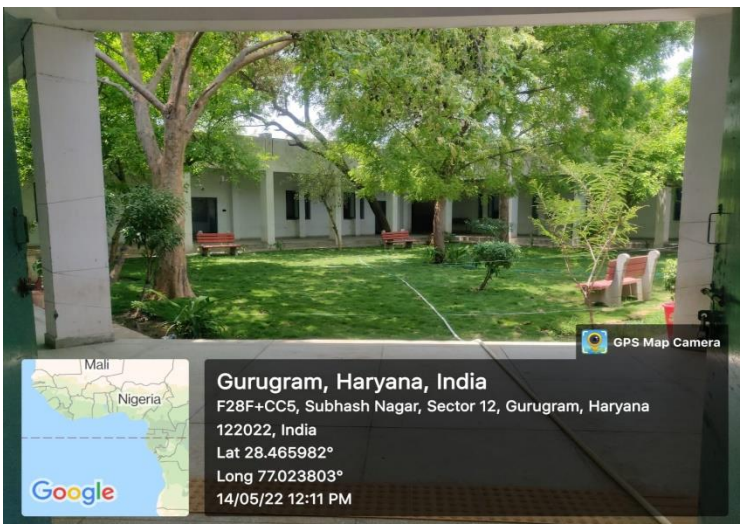 GPS Map Camera
Mali
Nigeria
Google
Gurugram, Haryana, India
F28F+CC5, Subhash Nagar, Sector 12, Gurugram, Haryana
122022, India
Lat 28.465982°
Long 77.023803°
14/05/22 12:11 PM